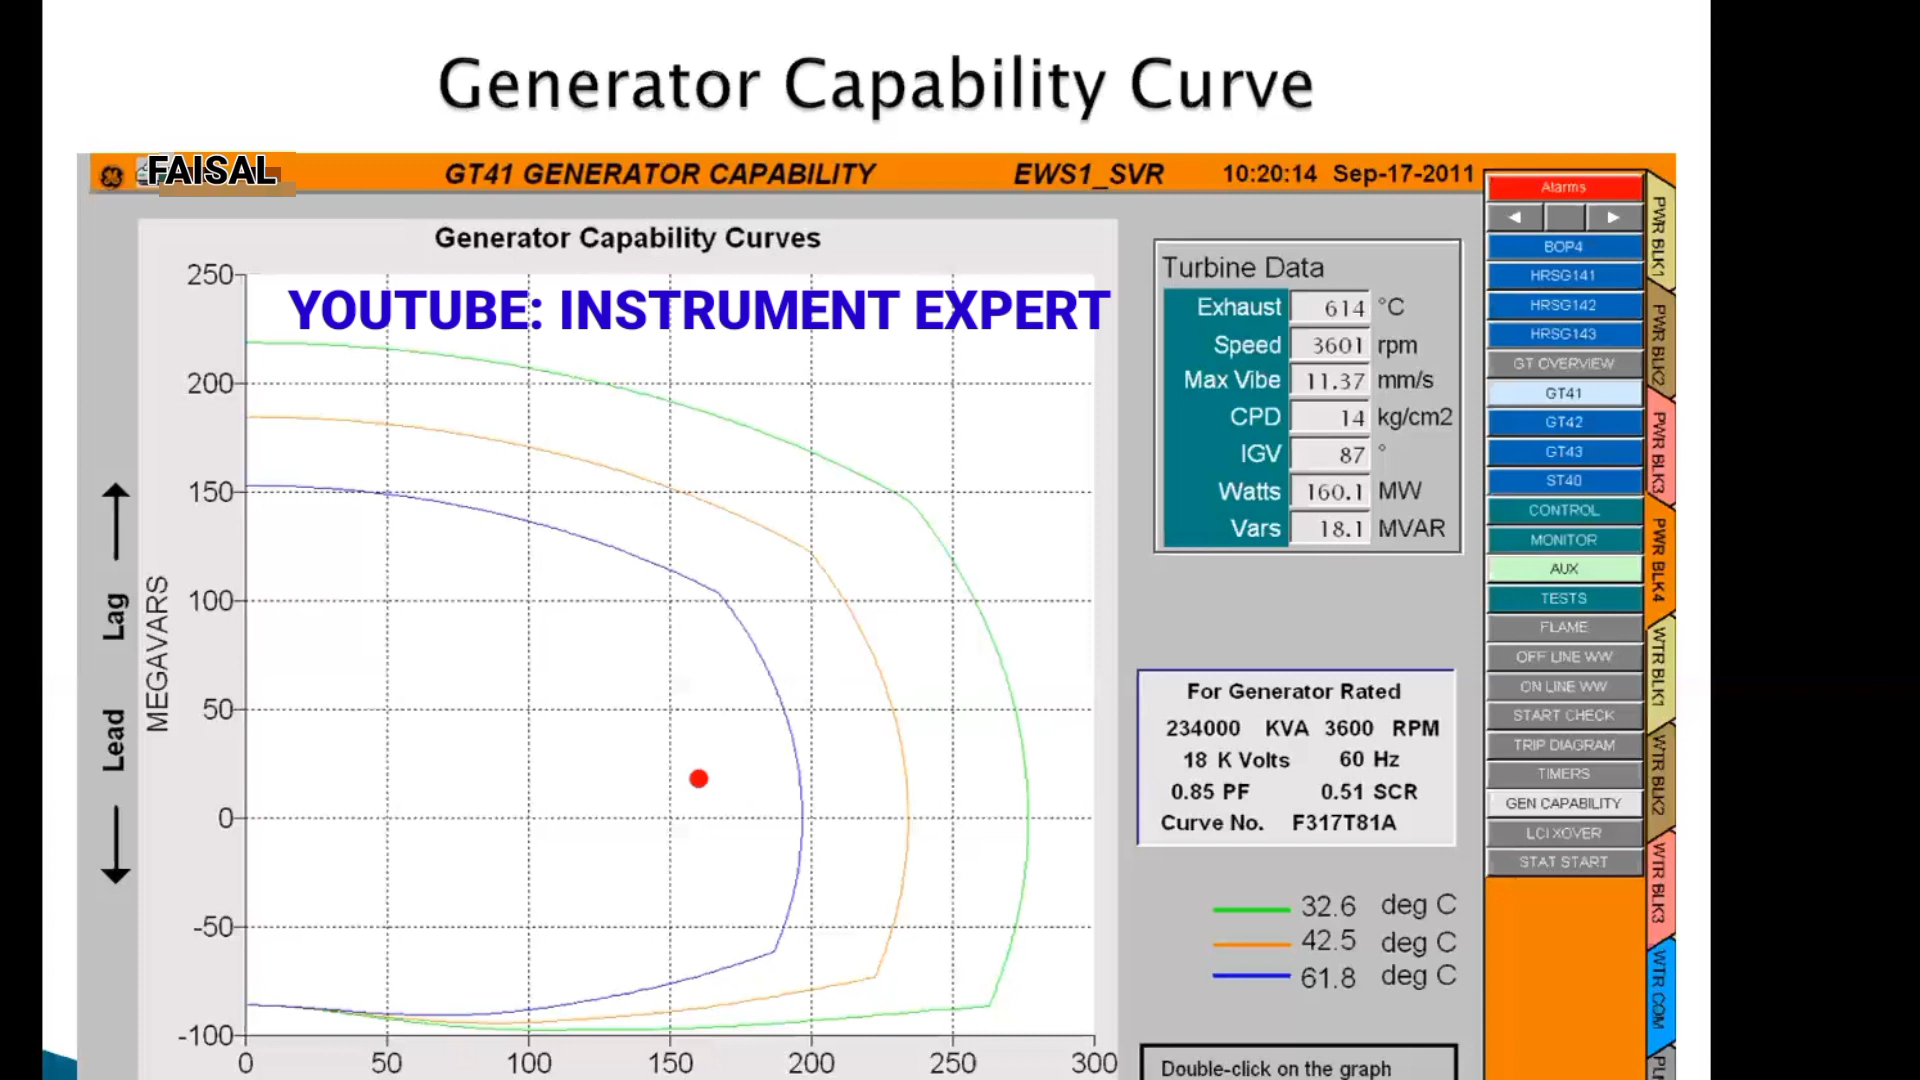 Generator Capability Curve
FAISAL
GT41 GENERATOR CAPABILITY
EWS1_SVR
10:20:14 Sep-17-2011
Generator Capability Curves
YOUTUBE: INSTRUMENT EXPERT
250
200
150
100
50
0
-50
-100
0 50 100 150 200 250 300
Lead Lag
MEGAVARS
Turbine Data
Exhaust 614 °C
Speed 3601 rpm
Max Vibe 11.37 mm/s
CPD 14 kg/cm2
IGV 87 °
Watts 160.1 MW
Vars 18.1 MVAR
For Generator Rated
234000 KVA 3600 RPM
18 K Volts 60 Hz
0.85 PF 0.51 SCR
Curve No. F317T81A
32.6 deg C
42.5 deg C
61.8 deg C
Double-click on the graph
Alarms
BOP4
HRSG141
HRSG142
HRSG143
GT OVERVIEW
GT41
GT42
GT43
ST40
CONTROL
MONITOR
AUX
TESTS
FLAME
OFF LINE WW
ON LINE WW
START CHECK
TRIP DIAGRAM
TIMERS
GEN CAPABILITY
LCI XOVER
STAT START
PWR BLK1
PWR BLK2
PWR BLK3
PWR BLK4
WTR BLK1
WTR BLK2
WTR BLK3
WTR COM